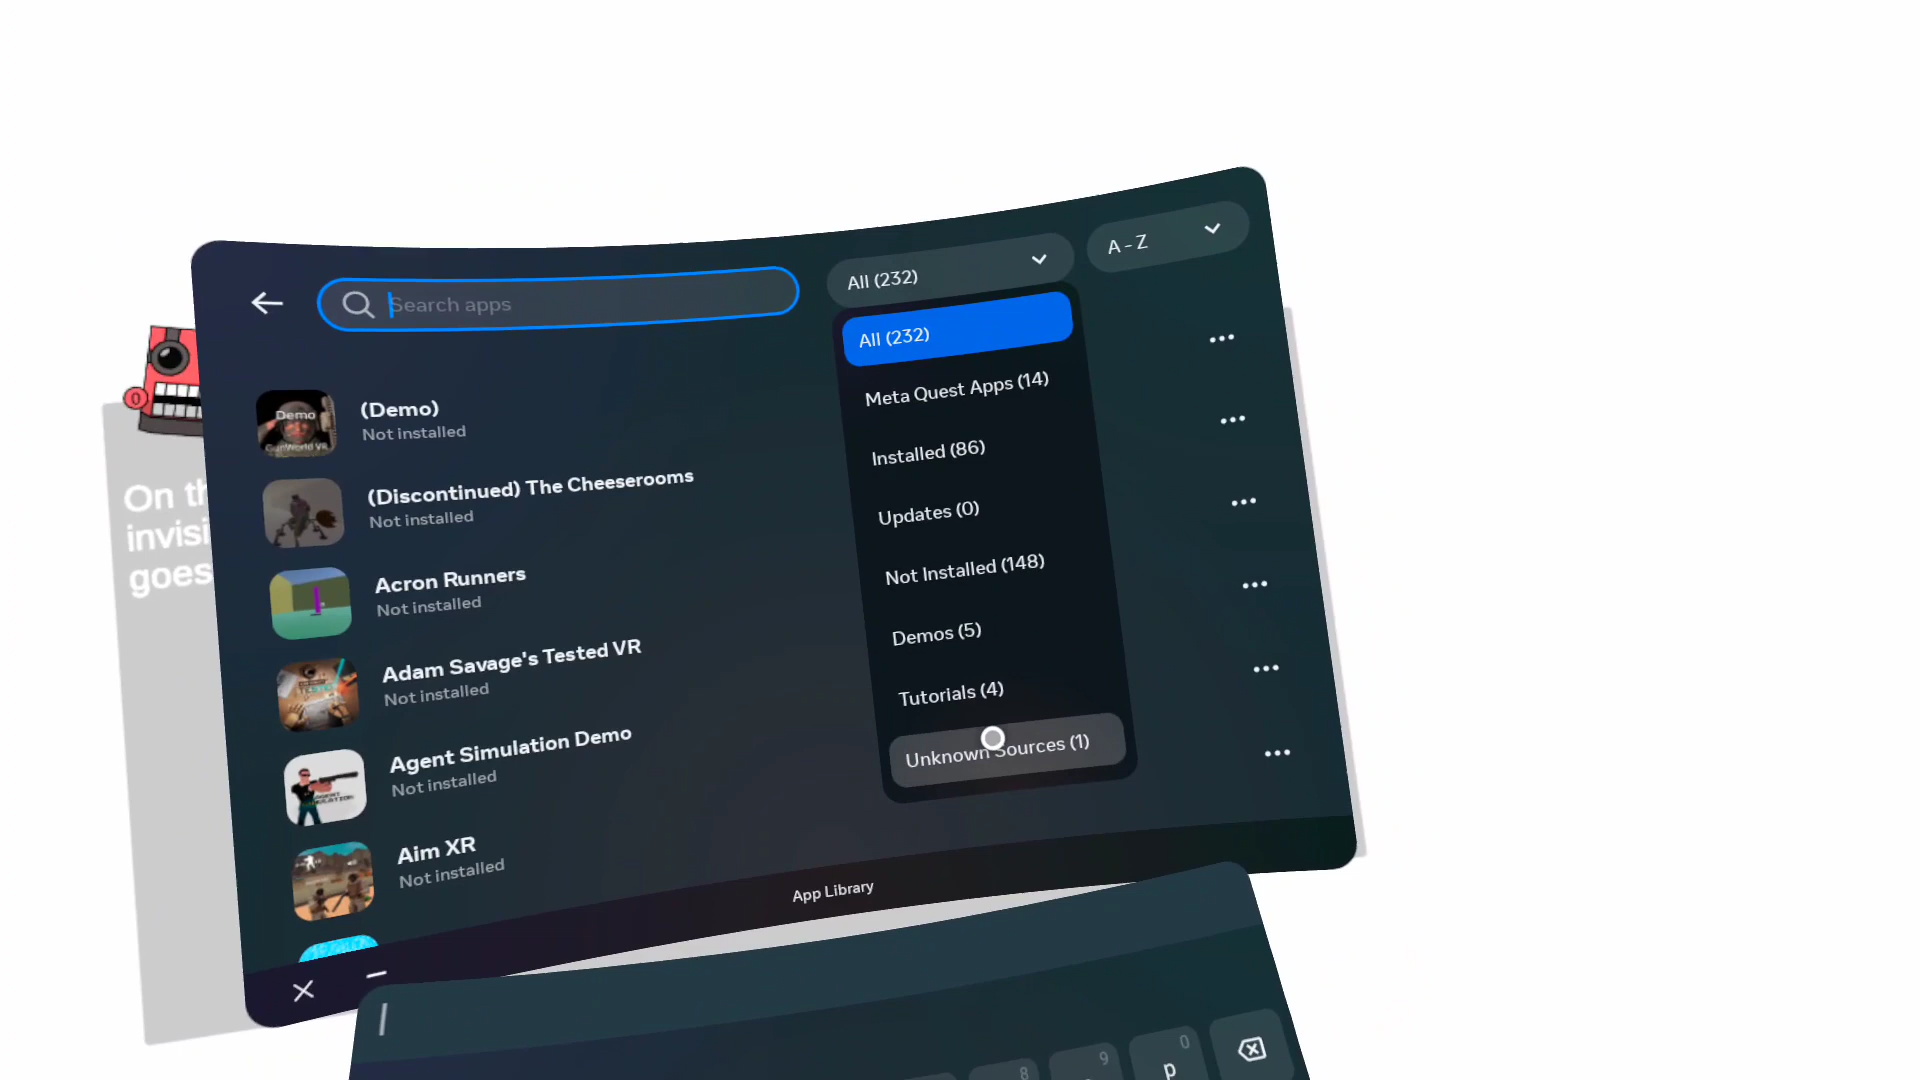 All (232)
A - Z
Search apps
All (232)
Meta Quest Apps (14)
Installed (86)
Updates (0)
Not Installed (148)
Demos (5)
Tutorials (4)
Unknown Sources (1)
Demo
GunWorld VR
(Demo)
Not installed
(Discontinued) The Cheeserooms
Not installed
Acron Runners
Not installed
Adam Savage's Tested VR
Not installed
Agent Simulation Demo
Not installed
Aim XR
Not installed
App Library
0
On
goes
8
9
0
p